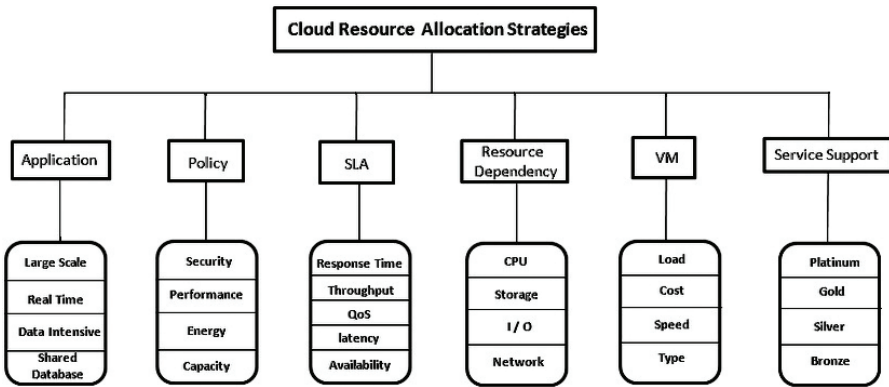 Cloud Resource Allocation Strategies
Application
Policy
SLA
Resource
Dependency
VM
Service Support
Large Scale
Real Time
Data Intensive
Shared
Database
Security
Performance
Energy
Capacity
Response Time
Throughput
QoS
latency
Availability
CPU
Storage
I / O
Network
Load
Cost
Speed
Type
Platinum
Gold
Silver
Bronze